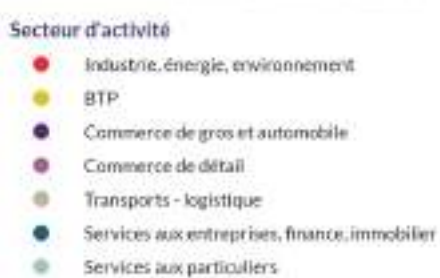 Secteur d'activité
Industrie, énergie, environnement
BTP
Commerce de gros et automobile
Commerce de détail
Transports - logistique
Services aux entreprises, finance, immobilier
Services aux particuliers